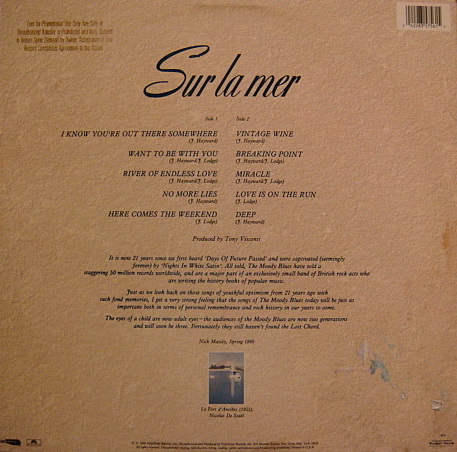 Sur la mer
Side 1 Side 2
I KNOW YOU'RE OUT THERE SOMEWHERE VINTAGE WINE
(J. Hayward) (J. Hayward)
WANT TO BE WITH YOU BREAKING POINT
(J. Hayward/J. Lodge) (J. Hayward/J. Lodge)
RIVER OF ENDLESS LOVE MIRACLE
(J. Hayward/J. Lodge) (J. Hayward/J. Lodge)
NO MORE LIES LOVE IS ON THE RUN
(J. Hayward) (J. Lodge)
HERE COMES THE WEEKEND DEEP
(J. Lodge) (J. Hayward)
Produced by Tony Visconti
It is now 21 years since we first heard 'Days Of Future Passed' and were captivated (seemingly
forever) by 'Nights In White Satin'. All told, The Moody Blues have sold a
staggering 50 million records worldwide, and are a major part of an exclusively small band of British rock acts who
are writing the history books of popular music.
Just as we look back on those songs of youthful optimism from 21 years ago with
such fond memories, I get a very strong feeling that the songs of The Moody Blues today will be just as
important both in terms of personal remembrance and rock history in our years to come.
The eyes of a child are now adult eyes – the audiences of the Moody Blues are now two generations
and will soon be three. Fortunately they still haven't found the Lost Chord.
Nick Massey, Spring 1988
Le Fort d'Antibes (1955)
Nicolas De Staël